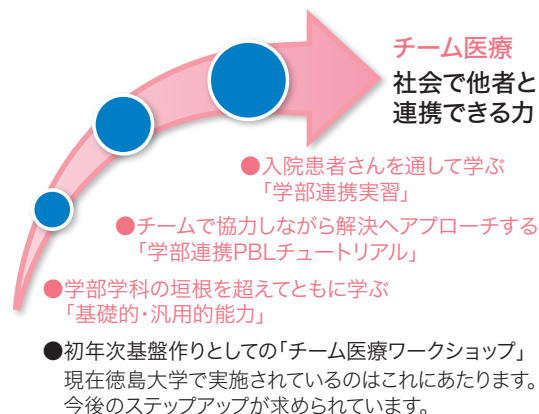 チーム医療
社会で他者と
連携できる力
●入院患者さんを通して学ぶ
「学部連携実習」
●チームで協力しながら解決へアプローチする
「学部連携PBLチュートリアル」
●学部学科の垣根を超えてともに学ぶ
「基礎的・汎用的能力」
●初年次基盤作りとしての「チーム医療ワークショップ」
現在徳島大学で実施されているのはこれにあたります。
今後のステップアップが求められています。